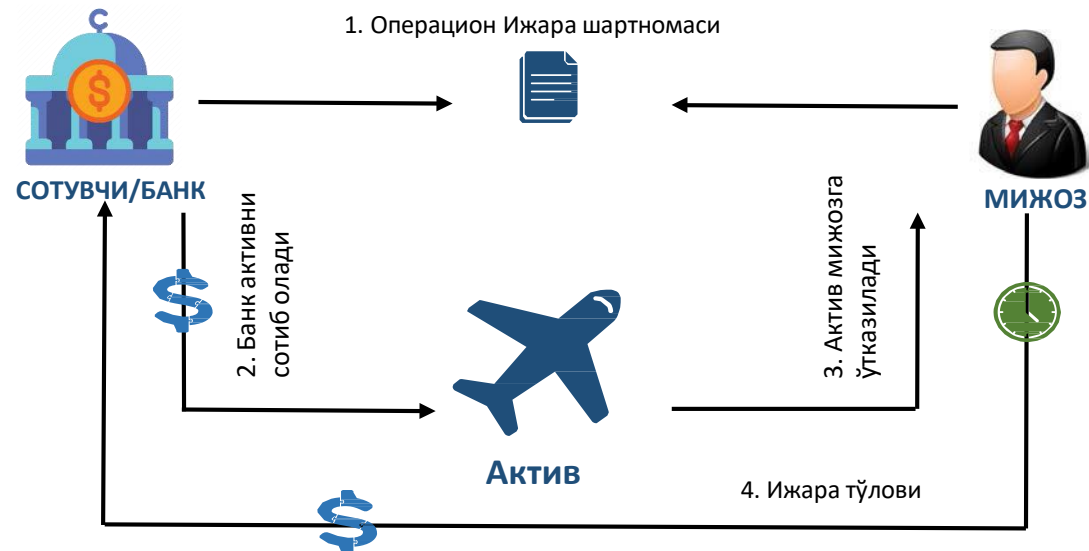 1. Операцион Ижара шартномаси
СОТУВЧИ/БАНК
МИЖОЗ
2. Банк активни
сотиб олади
3. Актив мижозга
ўтказилади
Актив
4. Ижара тўлови